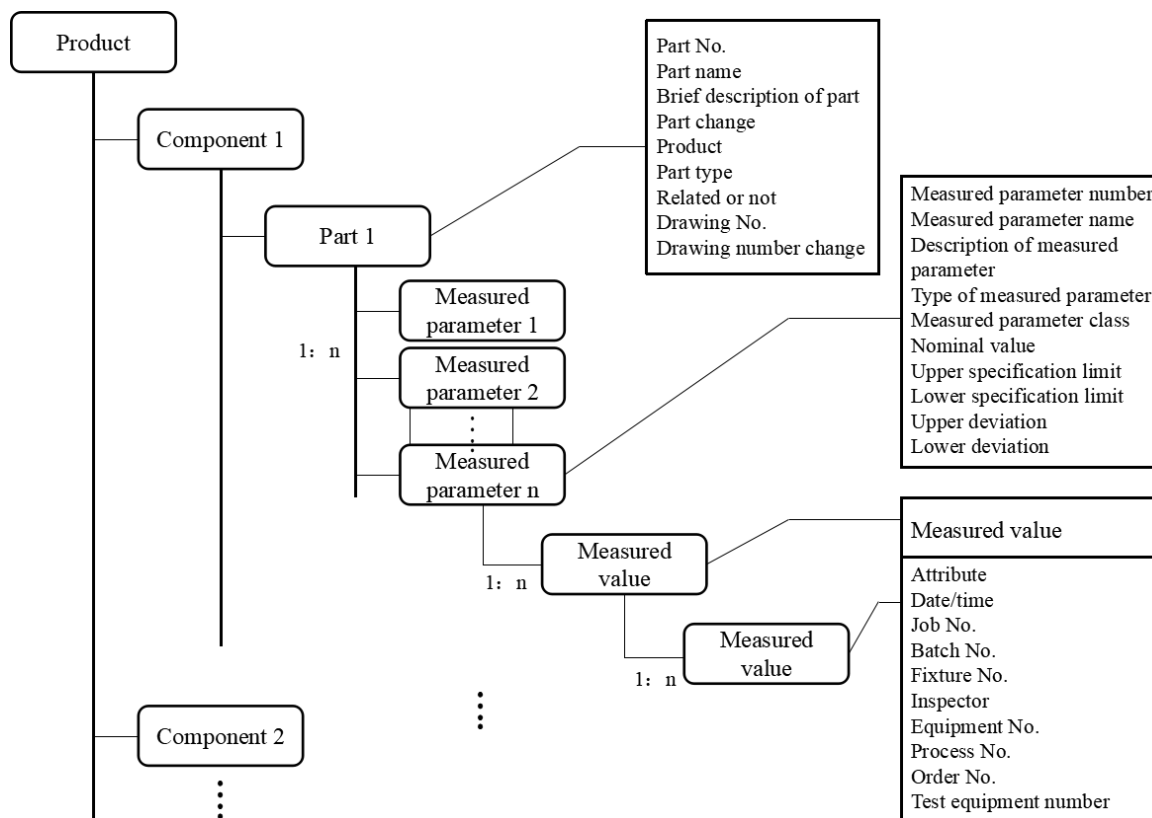 Product
Component 1
Part 1
Measured
parameter 1
1：n
Measured
parameter 2
Measured
parameter n
1：n
Measured
value
1：n
Measured
value
Component 2
Part No.
Part name
Brief description of part
Part change
Product
Part type
Related or not
Drawing No.
Drawing number change
Measured parameter number
Measured parameter name
Description of measured
parameter
Type of measured parameter
Measured parameter class
Nominal value
Upper specification limit
Lower specification limit
Upper deviation
Lower deviation
Measured value
Attribute
Date/time
Job No.
Batch No.
Fixture No.
Inspector
Equipment No.
Process No.
Order No.
Test equipment number